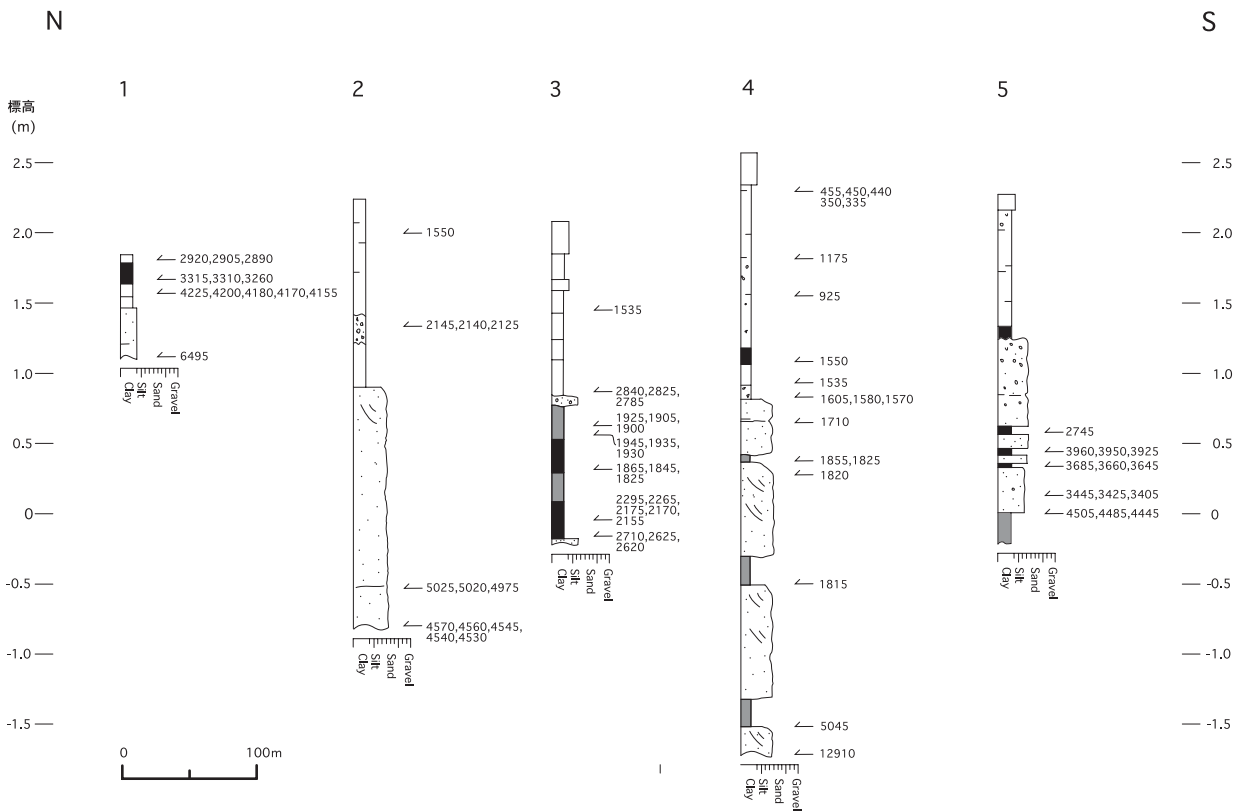 N
S
1
2
3
4
5
標高
(m)
2.5
2.0
1.5
1.0
0.5
0
-0.5
-1.0
-1.5
2920,2905,2890
3315,3310,3260
4225,4200,4180,4170,4155
6495
Clay
Silt
Sand
Gravel
1550
2145,2140,2125
5025,5020,4975
4570,4560,4545,
4540,4530
Clay
Silt
Sand
Gravel
1535
2840,2825,
2785
1925,1905,
1900
1945,1935,
1930
1865,1845,
1825
2295,2265,
2175,2170,
2155
2710,2625,
2620
Clay
Silt
Sand
Gravel
455,450,440
350,335
1175
925
1550
1535
1605,1580,1570
1710
1855,1825
1820
1815
5045
12910
Clay
Silt
Sand
Gravel
2745
3960,3950,3925
3685,3660,3645
3445,3425,3405
4505,4485,4445
Clay
Silt
Sand
Gravel
2.5
2.0
1.5
1.0
0.5
0
-0.5
-1.0
-1.5
0
100m